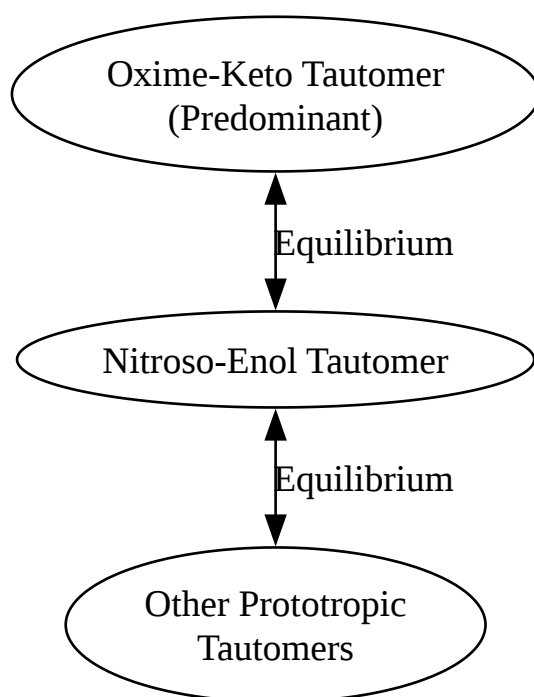 Oxime-Keto Tautomer
(Predominant)
Equilibrium
Nitroso-Enol Tautomer
Equilibrium
Other Prototropic
Tautomers